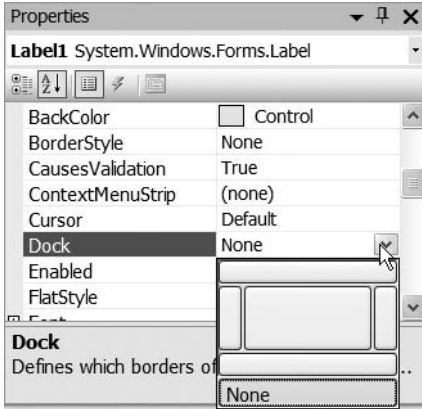 Properties
Label1 System.Windows.Forms.Label
BackColor Control
BorderStyle None
CausesValidation True
ContextMenuStrip (none)
Cursor Default
Dock None
Enabled
FlatStyle
Dock
Defines which borders of ..
None